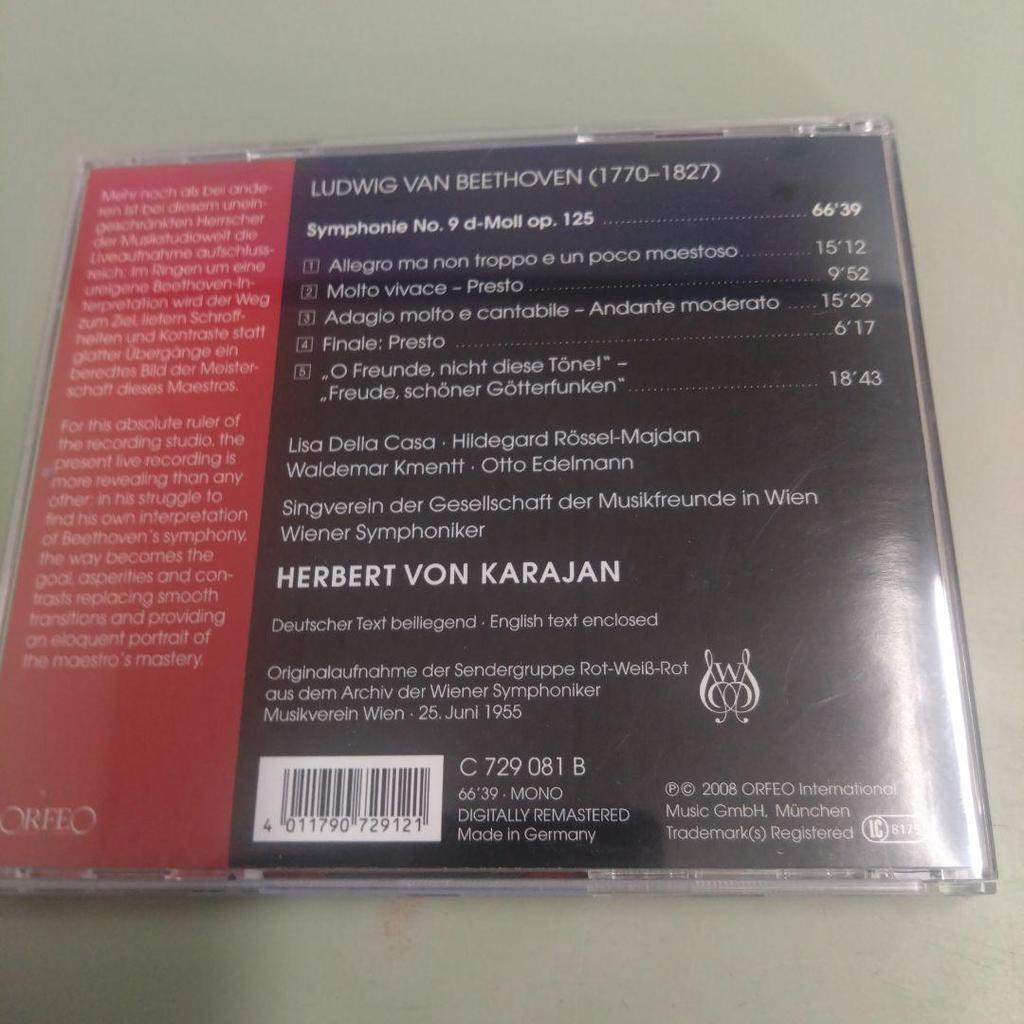 Mehr noch als bei ande-
ren ist bei diesem unein-
geschränkten Herrscher
der Musikstudiowelt die
Liveaufnahme aufschluss-
reich: Im Ringen um eine
ureigene Beethoven-In-
terpretation wird der Weg
zum Ziel, liefern Schroff-
heiten und Kontraste statt
glatter Übergänge ein
beredtes Bild der Meister-
schaft dieses Maestros.
For this absolute ruler of
the recording studio, the
present live recording is
more revealing than any
other: in his struggle to
find his own interpretation
of Beethoven's symphony,
the way becomes the
goal, asperities and con-
trasts replacing smooth
transitions and providing
an eloquent portrait of
the maestro's mastery.
ORFEO
LUDWIG VAN BEETHOVEN (1770–1827)
Symphonie No. 9 d-Moll op. 125 ........ 66'39
1 Allegro ma non troppo e un poco maestoso ........ 15'12
2 Molto vivace – Presto ........ 9'52
3 Adagio molto e cantabile – Andante moderato ........ 15'29
4 Finale: Presto ........ 6'17
5 „O Freunde, nicht diese Töne!“ –
„Freude, schöner Götterfunken“ ........ 18'43
Lisa Della Casa · Hildegard Rössel-Majdan
Waldemar Kmentt · Otto Edelmann
Singverein der Gesellschaft der Musikfreunde in Wien
Wiener Symphoniker
HERBERT VON KARAJAN
Deutscher Text beiliegend · English text enclosed
Originalaufnahme der Sendergruppe Rot-Weiß-Rot
aus dem Archiv der Wiener Symphoniker
Musikverein Wien · 25. Juni 1955
W
4 011790 729121
C 729 081 B
66'39 · MONO
DIGITALLY REMASTERED
Made in Germany
℗© 2008 ORFEO International
Music GmbH, München
Trademark(s) Registered LC 8175